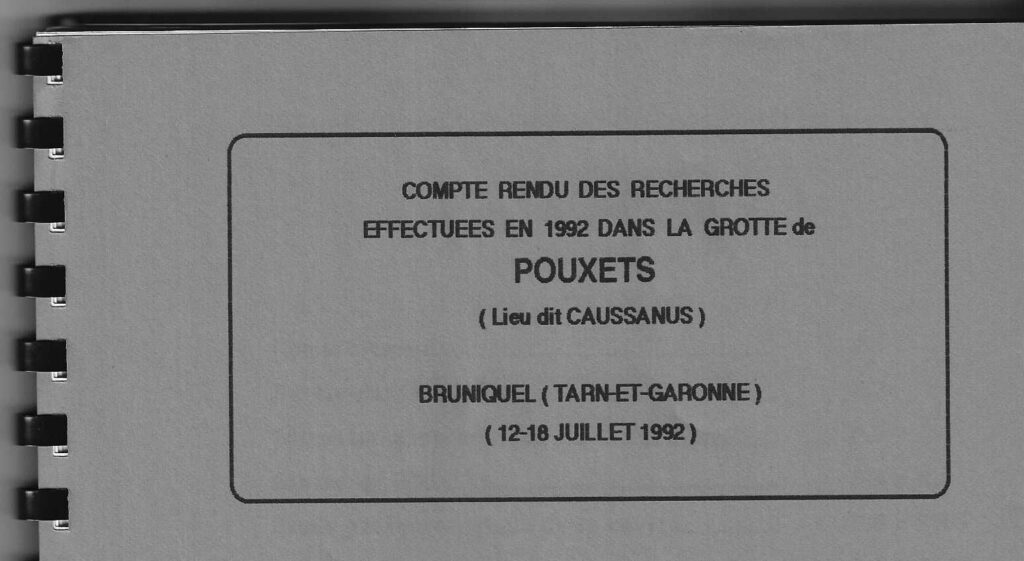 COMPTE RENDU DES RECHERCHES
EFFECTUEES EN 1992 DANS LA GROTTE de
POUXETS
( Lieu dit CAUSSANUS )
BRUNIQUEL ( TARN-ET-GARONNE )
( 12-18 JUILLET 1992 )